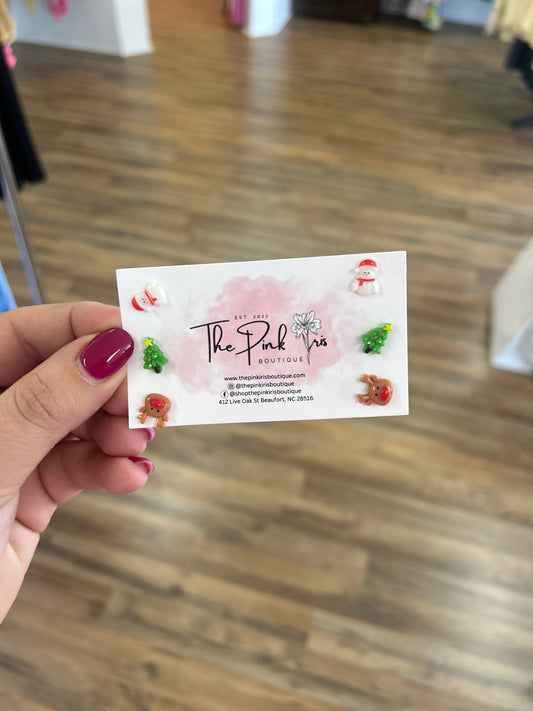 EST. 2022
The Pink Iris
BOUTIQUE
www.thepinkirisboutique.com
@thepinkirisboutique
@shopthepinkirisboutique
412 Live Oak St Beaufort, NC 28516